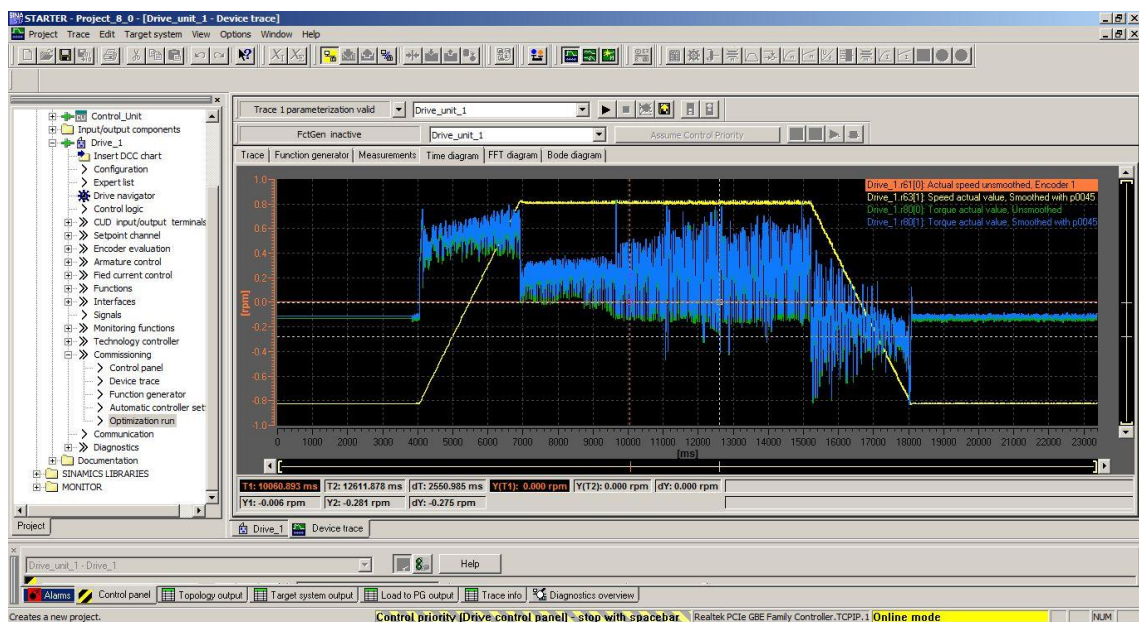 STARTER - Project_8_0 - [Drive_unit_1 - Device trace]
Project Trace Edit Target system View Options Window Help
Trace 1 parameterization valid Drive_unit_1
FctGen inactive Drive_unit_1 Assume Control Priority
Trace Function generator Measurements Time diagram FFT diagram Bode diagram
Control_Unit
Input/output components
Drive_1
Insert DCC chart
Configuration
Expert list
Drive navigator
Control logic
CUD input/output terminals
Setpoint channel
Encoder evaluation
Armature control
Fied current control
Functions
Interfaces
Signals
Monitoring functions
Technology controller
Commissioning
Control panel
Device trace
Function generator
Automatic controller set
Optimization run
Communication
Diagnostics
Documentation
SINAMICS LIBRARIES
MONITOR
Project
Drive_1.r61[0]: Actual speed unsmoothed, Encoder 1
Drive_1.r63[1]: Speed actual value, Smoothed with p0045
Drive_1.r80[0]: Torque actual value, Unsmoothed
Drive_1.r80[1]: Torque actual value, Smoothed with p0045
1.0
0.8
0.6
0.4
0.2
0.0
-0.2
-0.4
-0.6
-0.8
-1.0
[rpm]
0 1000 2000 3000 4000 5000 6000 7000 8000 9000 10000 11000 12000 13000 14000 15000 16000 17000 18000 19000 20000 21000 22000 23000
[ms]
T1: 10060.893 ms T2: 12611.878 ms dT: 2550.985 ms Y(T1): 0.000 rpm Y(T2): 0.000 rpm dY: 0.000 rpm
Y1: -0.006 rpm Y2: -0.281 rpm dY: -0.275 rpm
Drive_1 Device trace
Drive_unit_1 - Drive_1 Help
Alarms Control panel Topology output Target system output Load to PG output Trace info Diagnostics overview
Creates a new project. Control priority [Drive control panel] - stop with spacebar Realtek PCIe GBE Family Controller.TCPIP.1 Online mode NUM